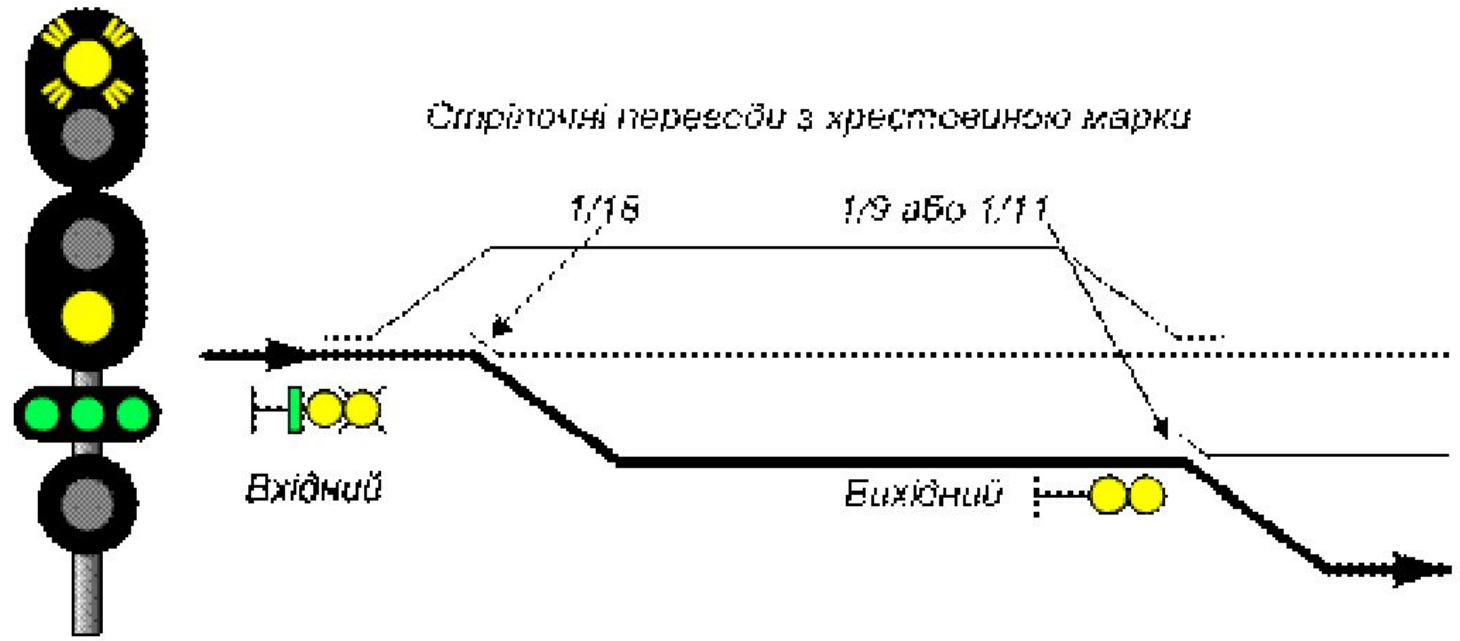 Стрілочні переводи з хрестовиною марки
1/18
1/9 або 1/11
Вхідний
Вихідний